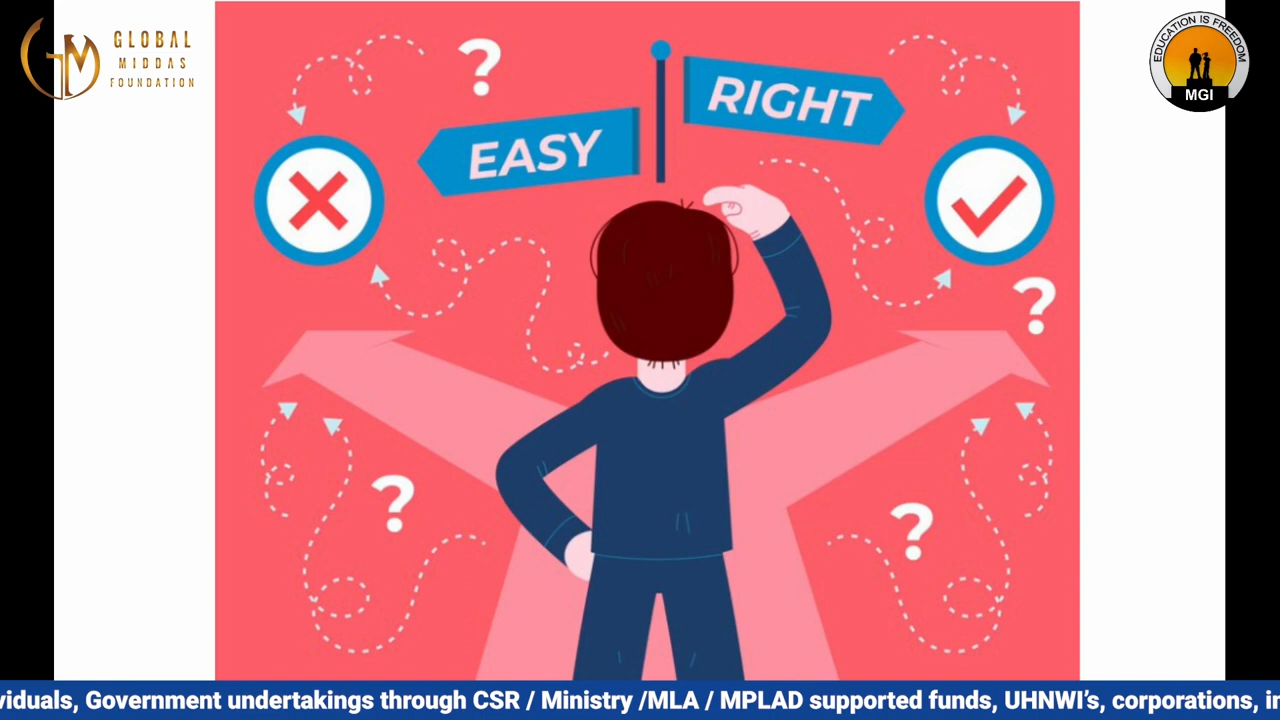 GLOBAL
MIDDAS
FOUNDATION
EDUCATION IS FREEDOM
MGI
?
RIGHT
EASY
?
?
?
viduals, Government undertakings through CSR / Ministry /MLA / MPLAD supported funds, UHNWI's, corporations, in